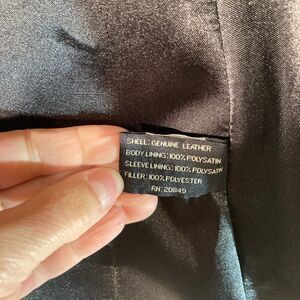 SHELL: GENUINE LEATHER
BODY LINING: 100% POLYSATIN
SLEEVE LINING: 100% POLYSATIN
FILLER: 100% POLYESTER
RN: 20849